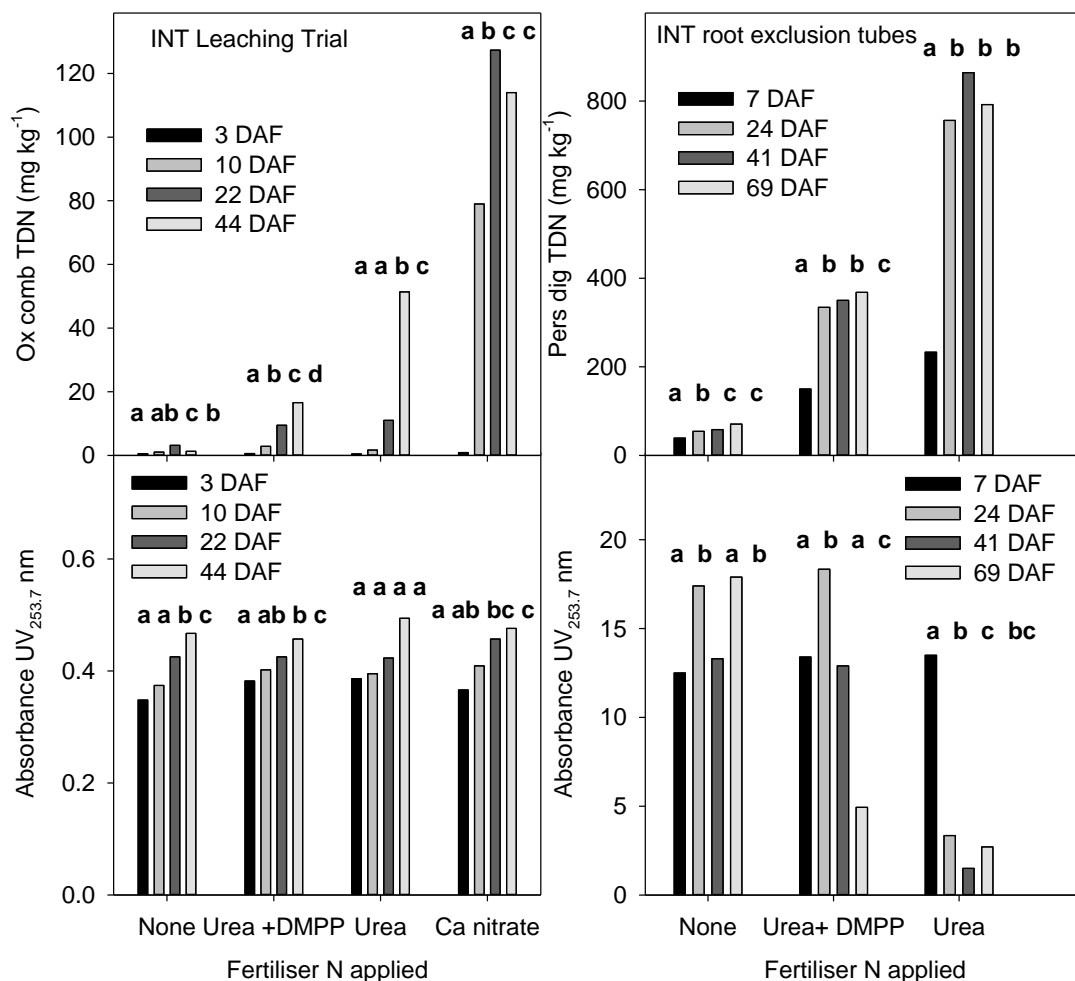 INT Leaching Trial
a b c c
3 DAF
10 DAF
22 DAF
44 DAF
a a b c
a b c d
a ab c b
120
100
80
60
40
20
0
Ox comb TDN (mg kg-1)
INT root exclusion tubes
a b b b
7 DAF
24 DAF
41 DAF
69 DAF
a b b c
a b c c
800
600
400
200
0
Pers dig TDN (mg kg-1)
3 DAF
10 DAF
22 DAF
44 DAF
a a b c
a ab b c
a a a a
a ab bc c
0.6
0.4
0.2
0.0
Absorbance UV253.7 nm
None Urea +DMPP Urea Ca nitrate
Fertiliser N applied
7 DAF
24 DAF
41 DAF
69 DAF
a b a b
a b a c
a b c bc
20
15
10
5
0
Absorbance UV253.7 nm
None Urea+ DMPP Urea
Fertiliser N applied